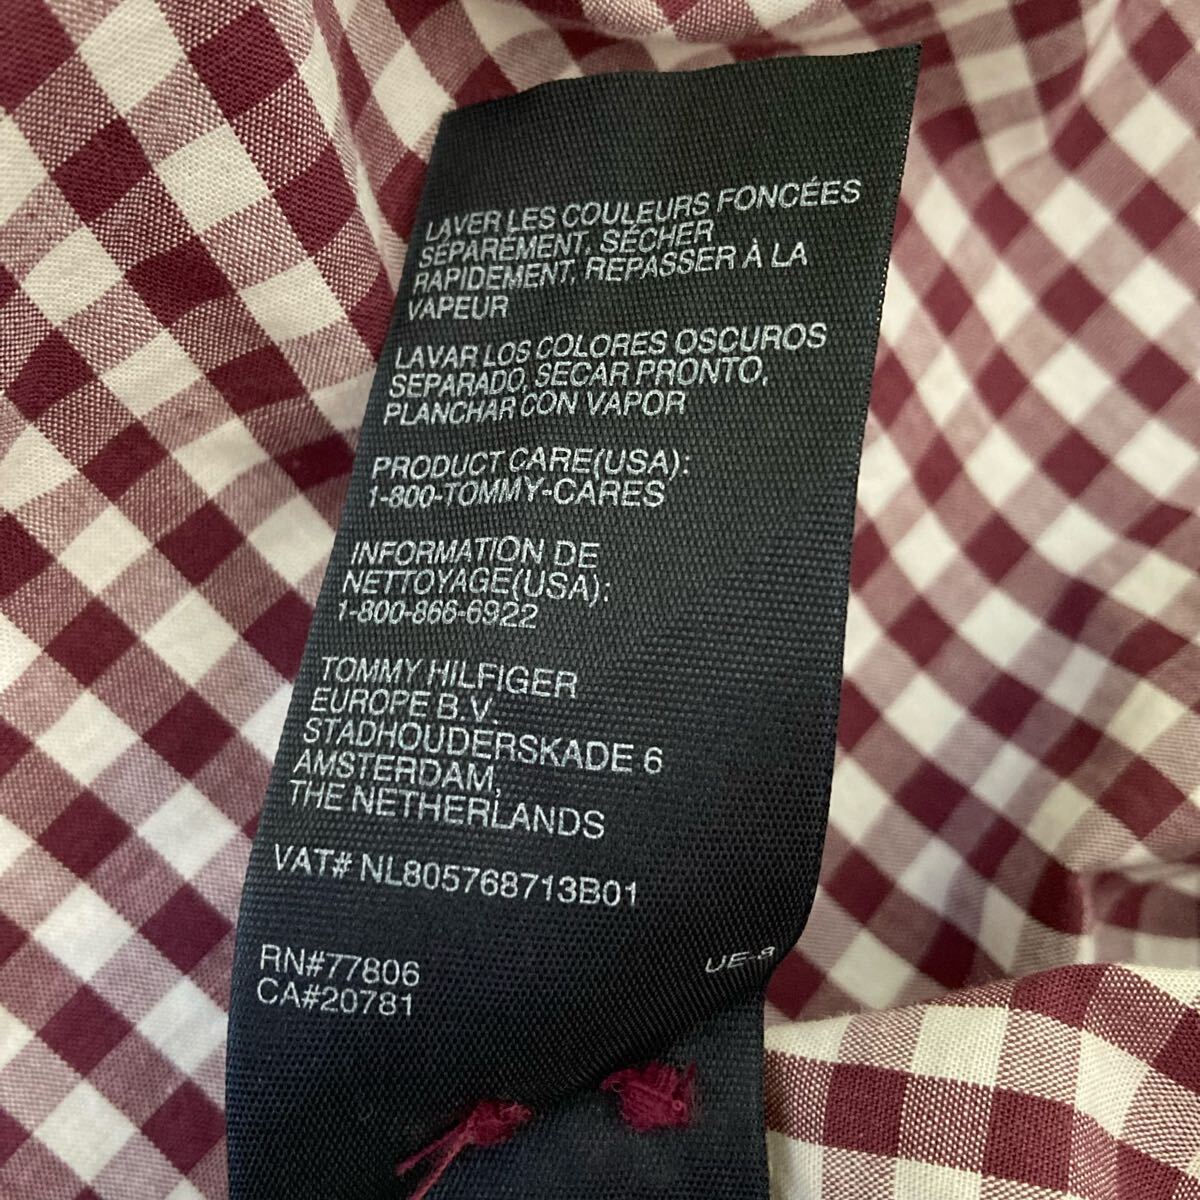 LAVER LES COULEURS FONCÉES
SÉPARÉMENT, SÉCHER
RAPIDEMENT, REPASSER À LA
VAPEUR
LAVAR LOS COLORES OSCUROS
SEPARADO, SECAR PRONTO,
PLANCHAR CON VAPOR
PRODUCT CARE(USA):
1-800-TOMMY-CARES
INFORMATION DE
NETTOYAGE(USA):
1-800-866-6922
TOMMY HILFIGER
EUROPE B.V.
STADHOUDERSKADE 6
AMSTERDAM,
THE NETHERLANDS
VAT# NL805768713B01
RN#77806
CA#20781